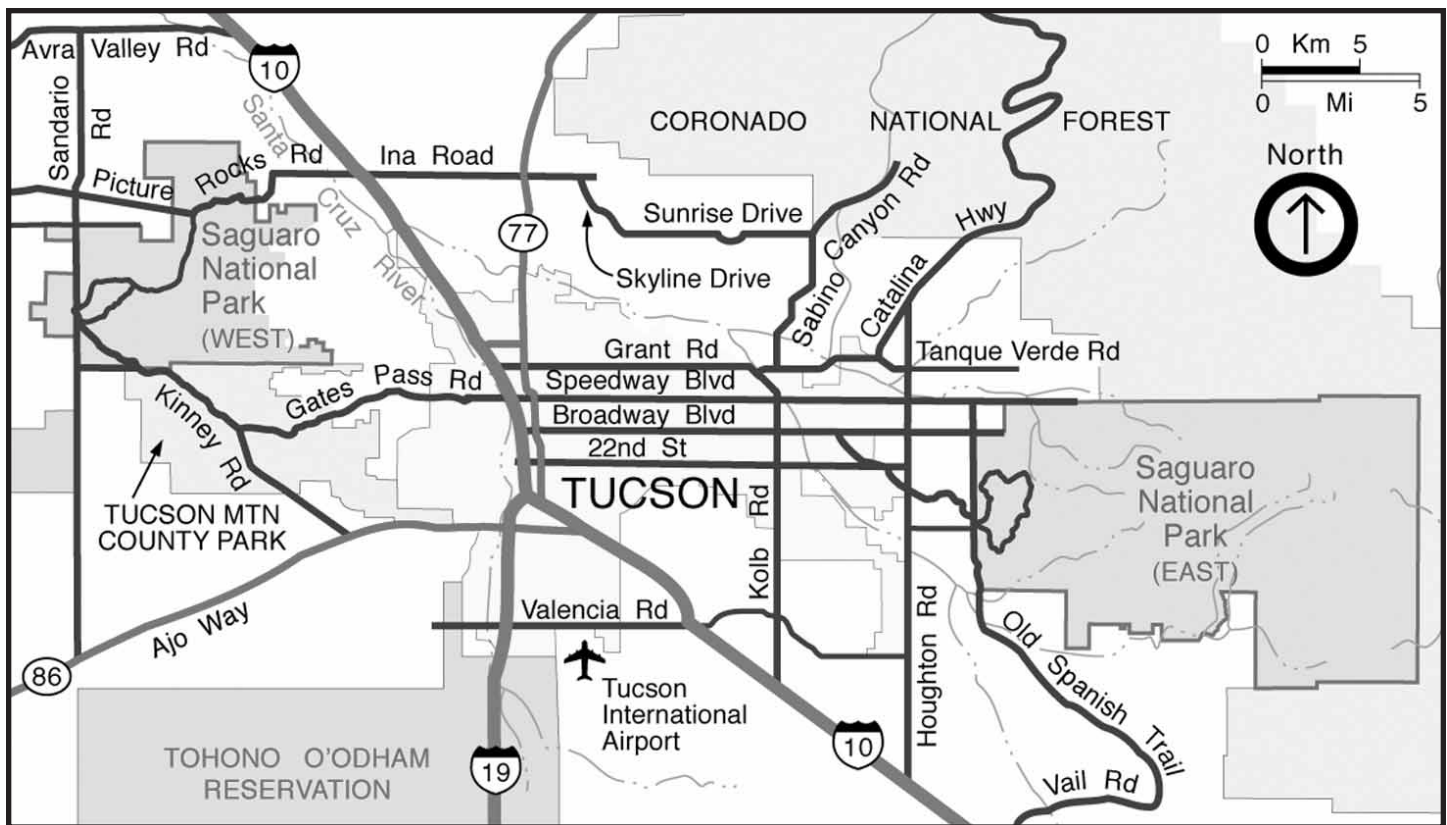 Avra Valley Rd
10
Sandario Rd
Santa Cruz River
Picture Rocks Rd
Ina Road
77
CORONADO NATIONAL FOREST
0 Km 5
0 Mi 5
North
Sunrise Drive
Skyline Drive
Sabino Canyon Rd
Catalina Hwy
Saguaro
National
Park
(WEST)
Grant Rd
Tanque Verde Rd
Gates Pass Rd
Speedway Blvd
Broadway Blvd
22nd St
Kinney Rd
TUCSON
TUCSON MTN
COUNTY PARK
Saguaro
National
Park
(EAST)
Kolb Rd
Houghton Rd
Valencia Rd
Ajo Way
86
Old Spanish Trail
Tucson
International
Airport
TOHONO O'ODHAM
RESERVATION
19
10
Vail Rd